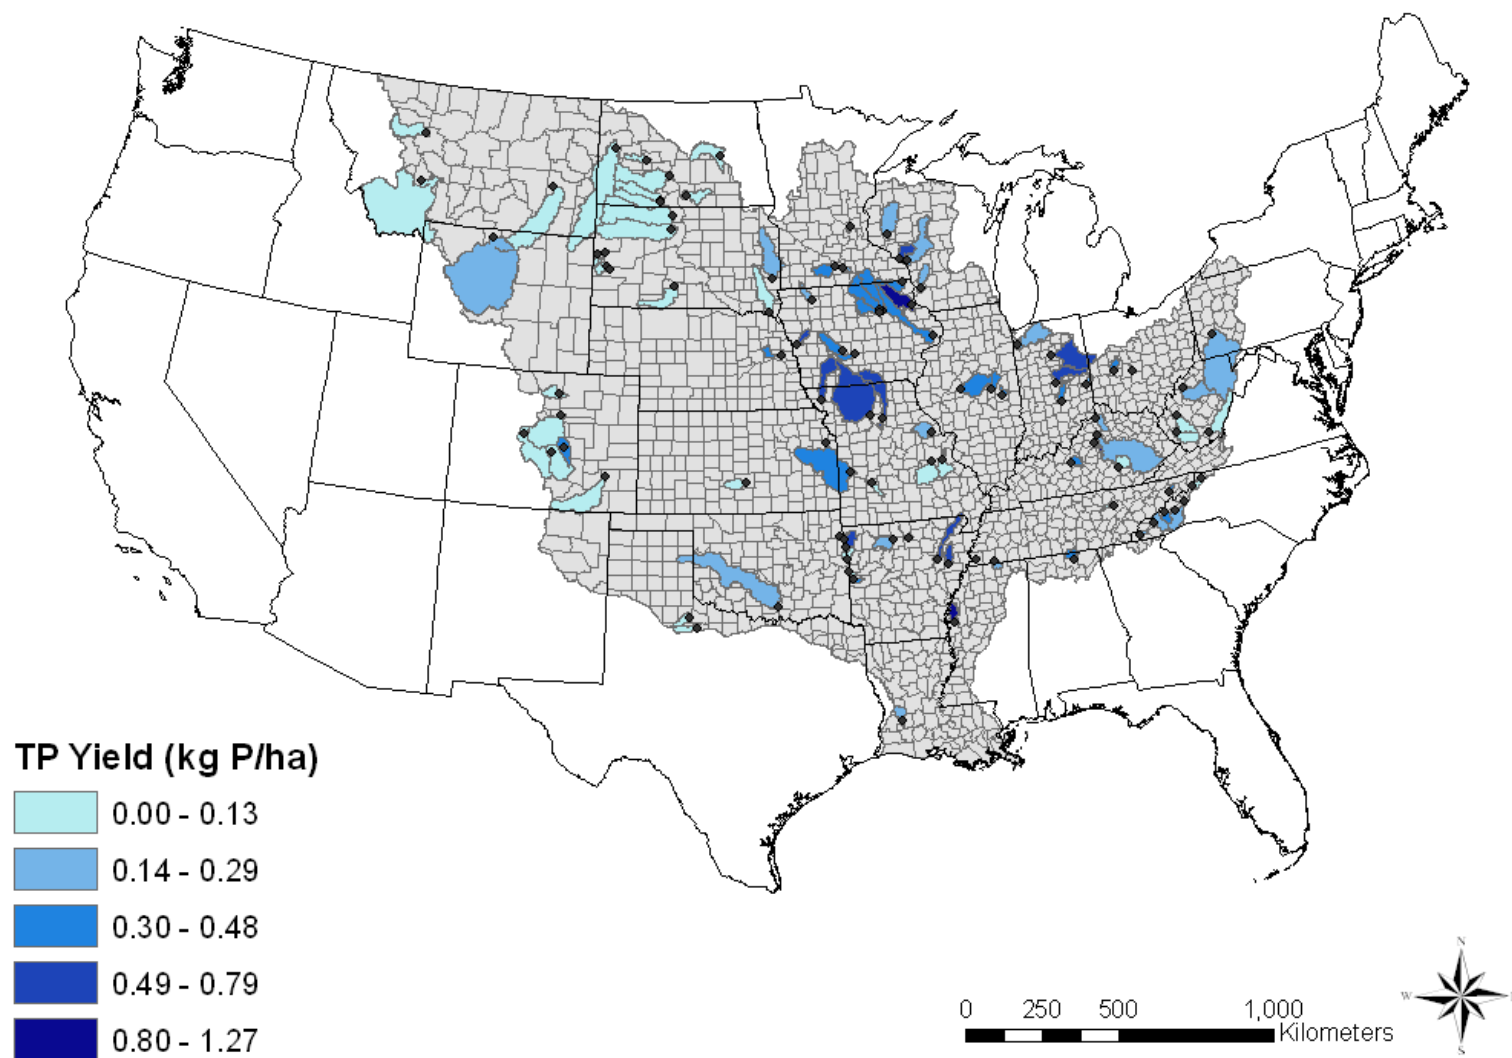 TP Yield (kg P/ha)
0.00 - 0.13
0.14 - 0.29
0.30 - 0.48
0.49 - 0.79
0.80 - 1.27
0 250 500 1,000
Kilometers
N
W
S